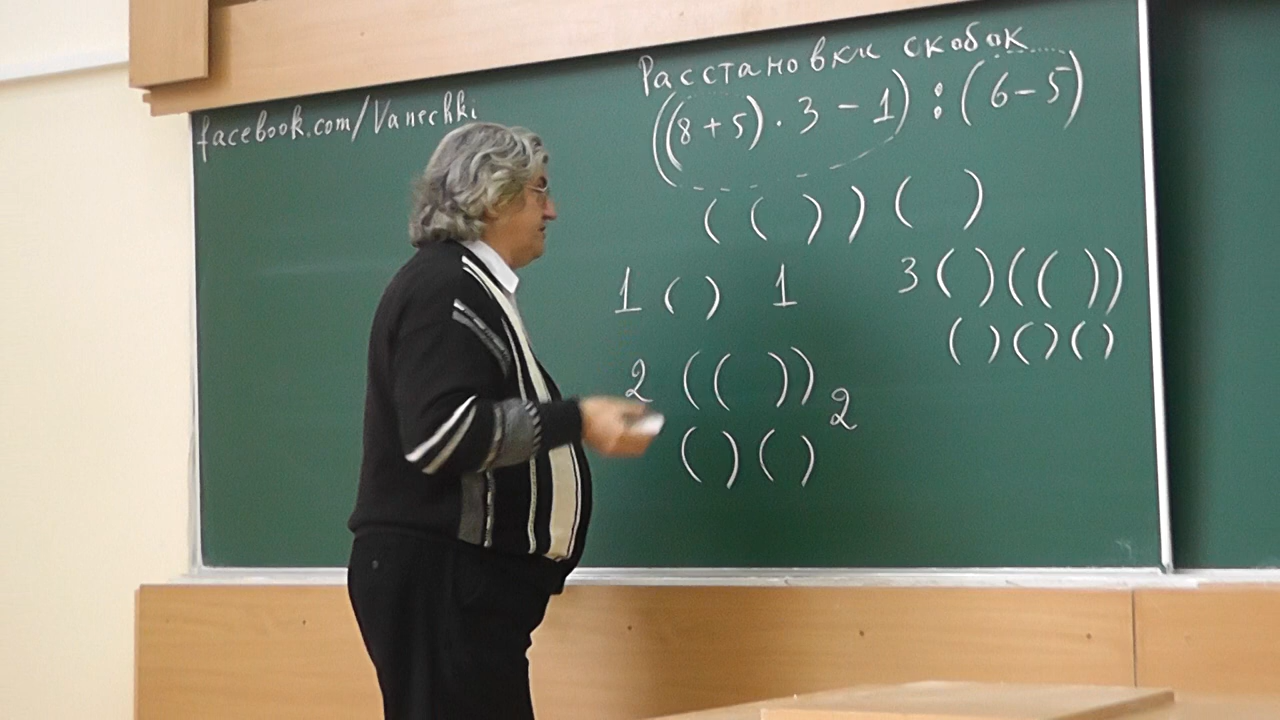 facebook.com/Vanechki
Расстановки скобок
((8+5)·3-1):(6-5)
(())()
1 () 1
2 (()) 2
()()
3 ()(())
()()()